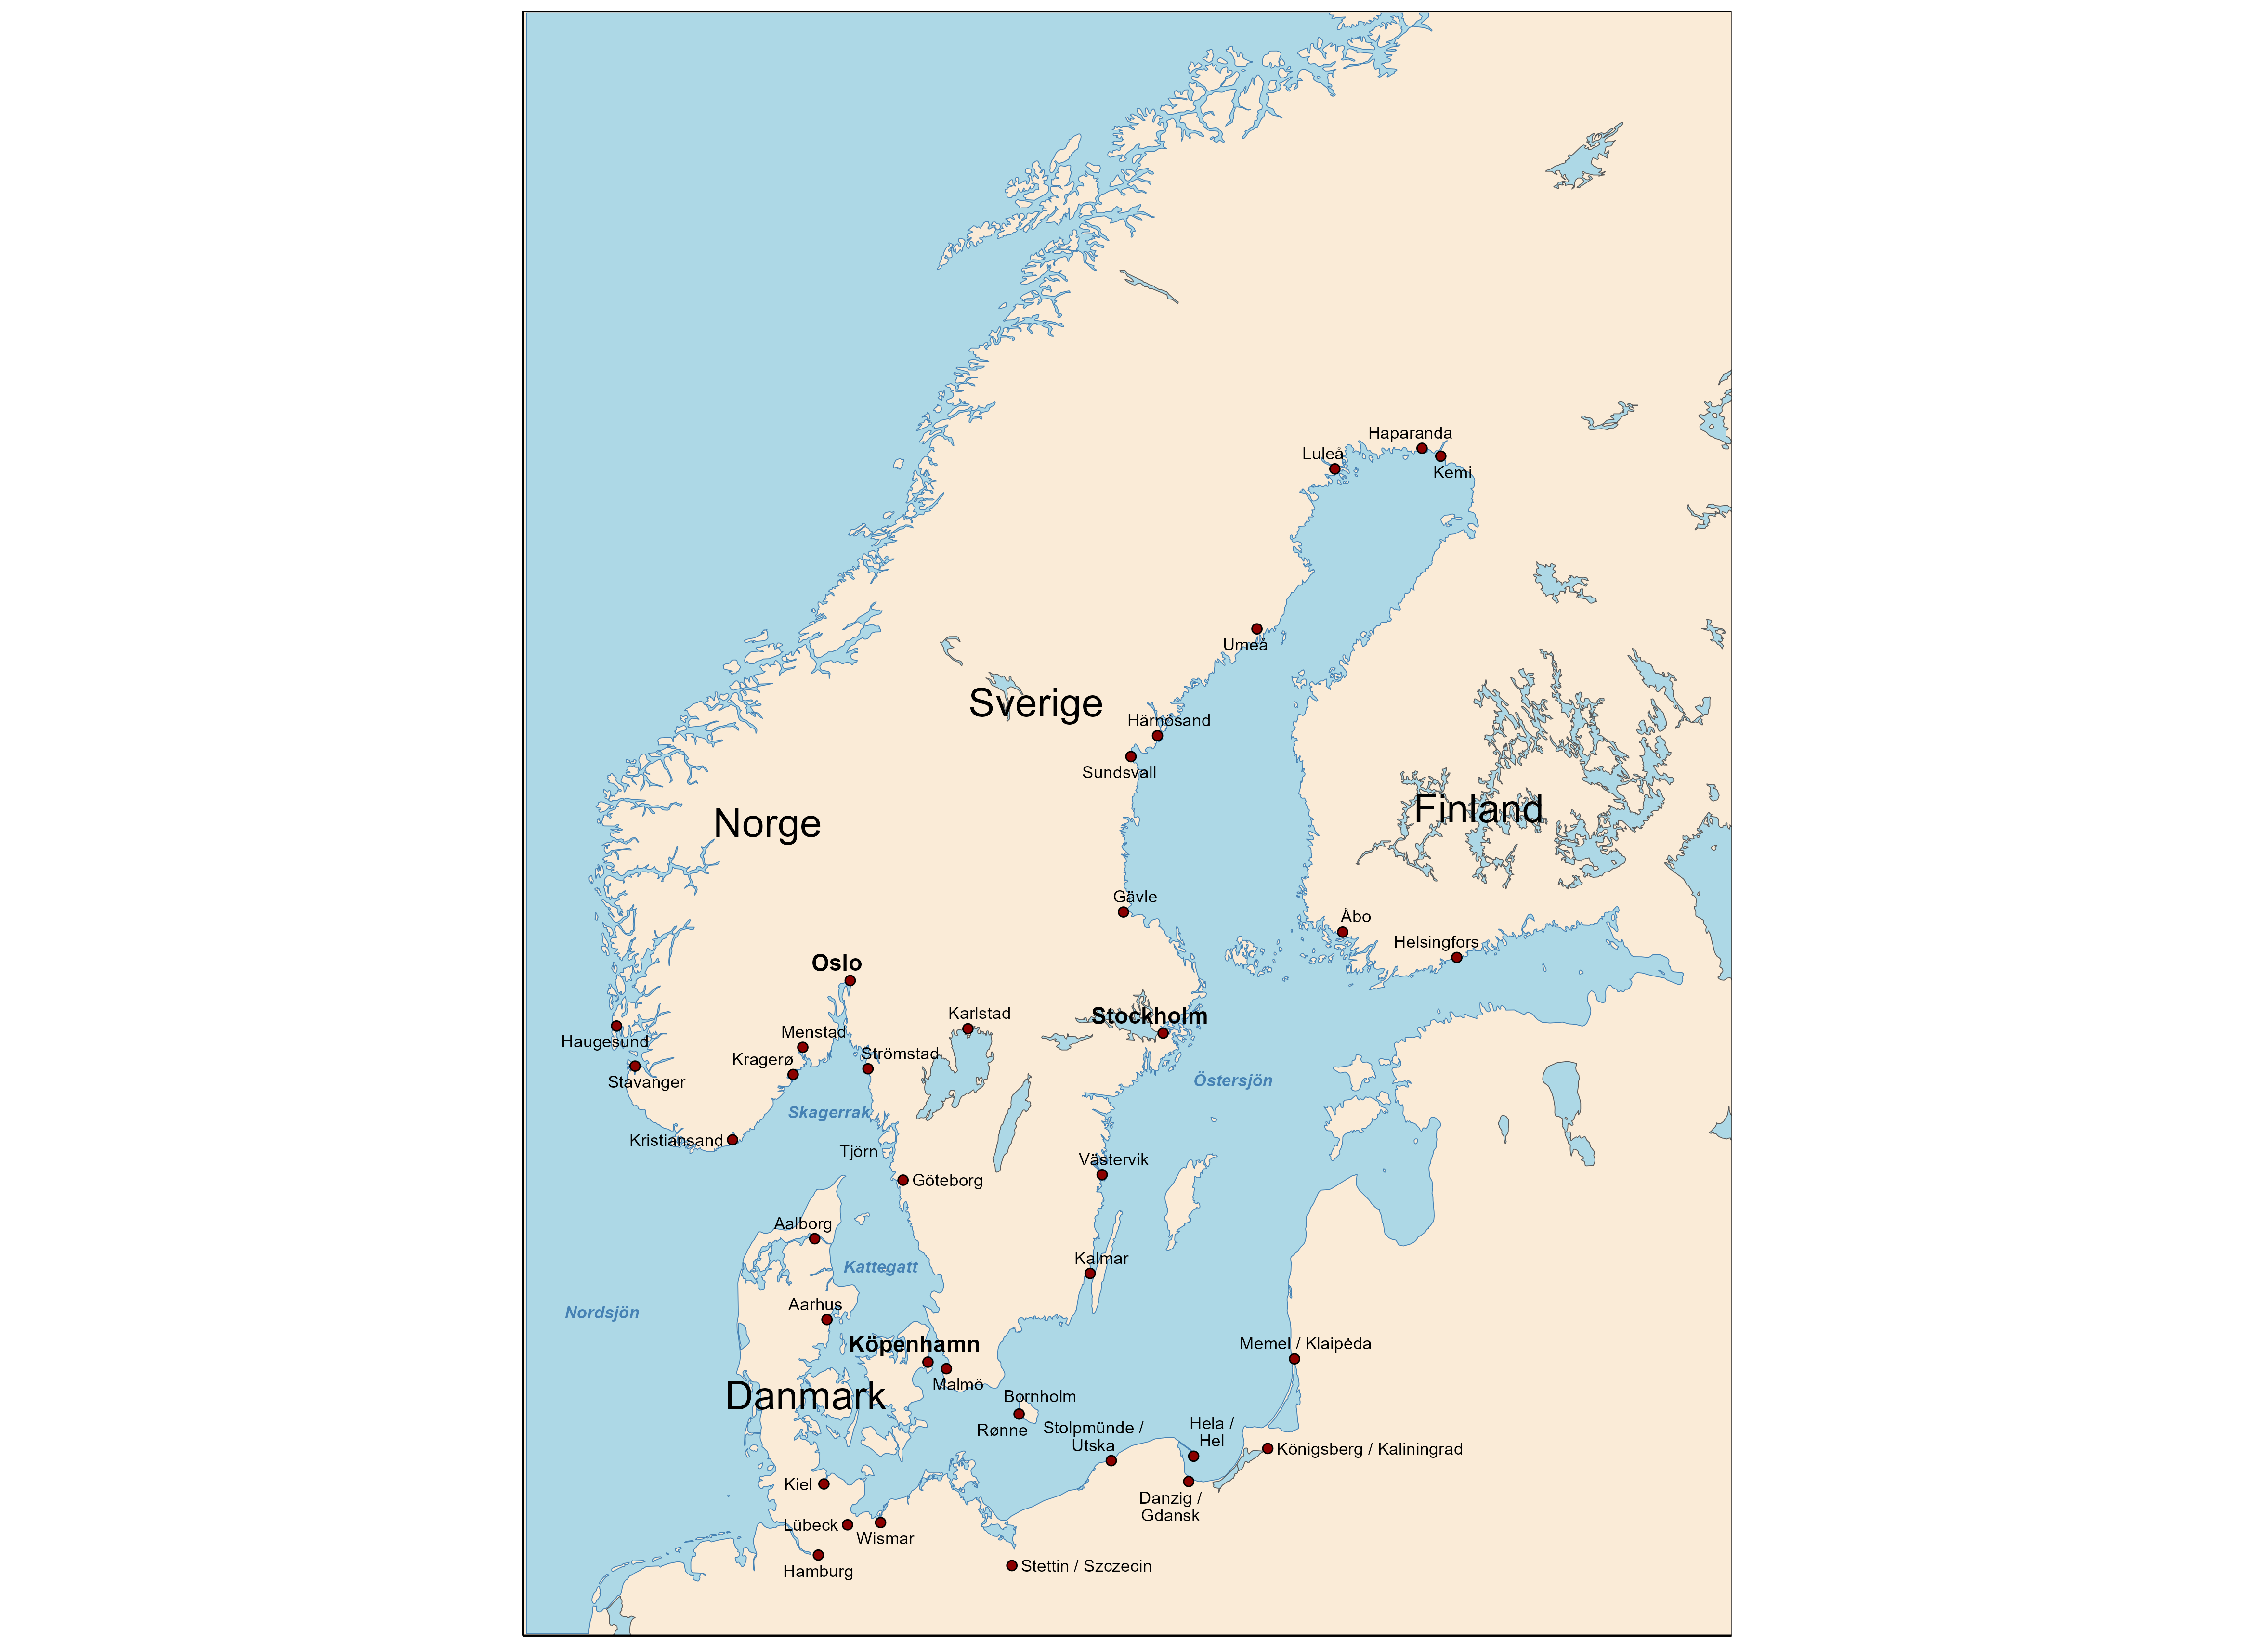 Haparanda
Luleå
Kemi
Umeå
Sverige
Härnösand
Sundsvall
Norge
Finland
Gävle
Åbo
Helsingfors
Oslo
Karlstad
Stockholm
Menstad
Haugesund
Strömstad
Kragerø
Stavanger
Östersjön
Skagerrak
Kristiansand
Tjörn
Västervik
Göteborg
Aalborg
Kalmar
Kattegatt
Aarhus
Nordsjön
Köpenhamn
Memel / Klaipėda
Malmö
Danmark
Bornholm
Rønne
Stolpmünde /
Utska
Hela /
Hel
Königsberg / Kaliningrad
Kiel
Danzig /
Gdansk
Lübeck
Wismar
Stettin / Szczecin
Hamburg